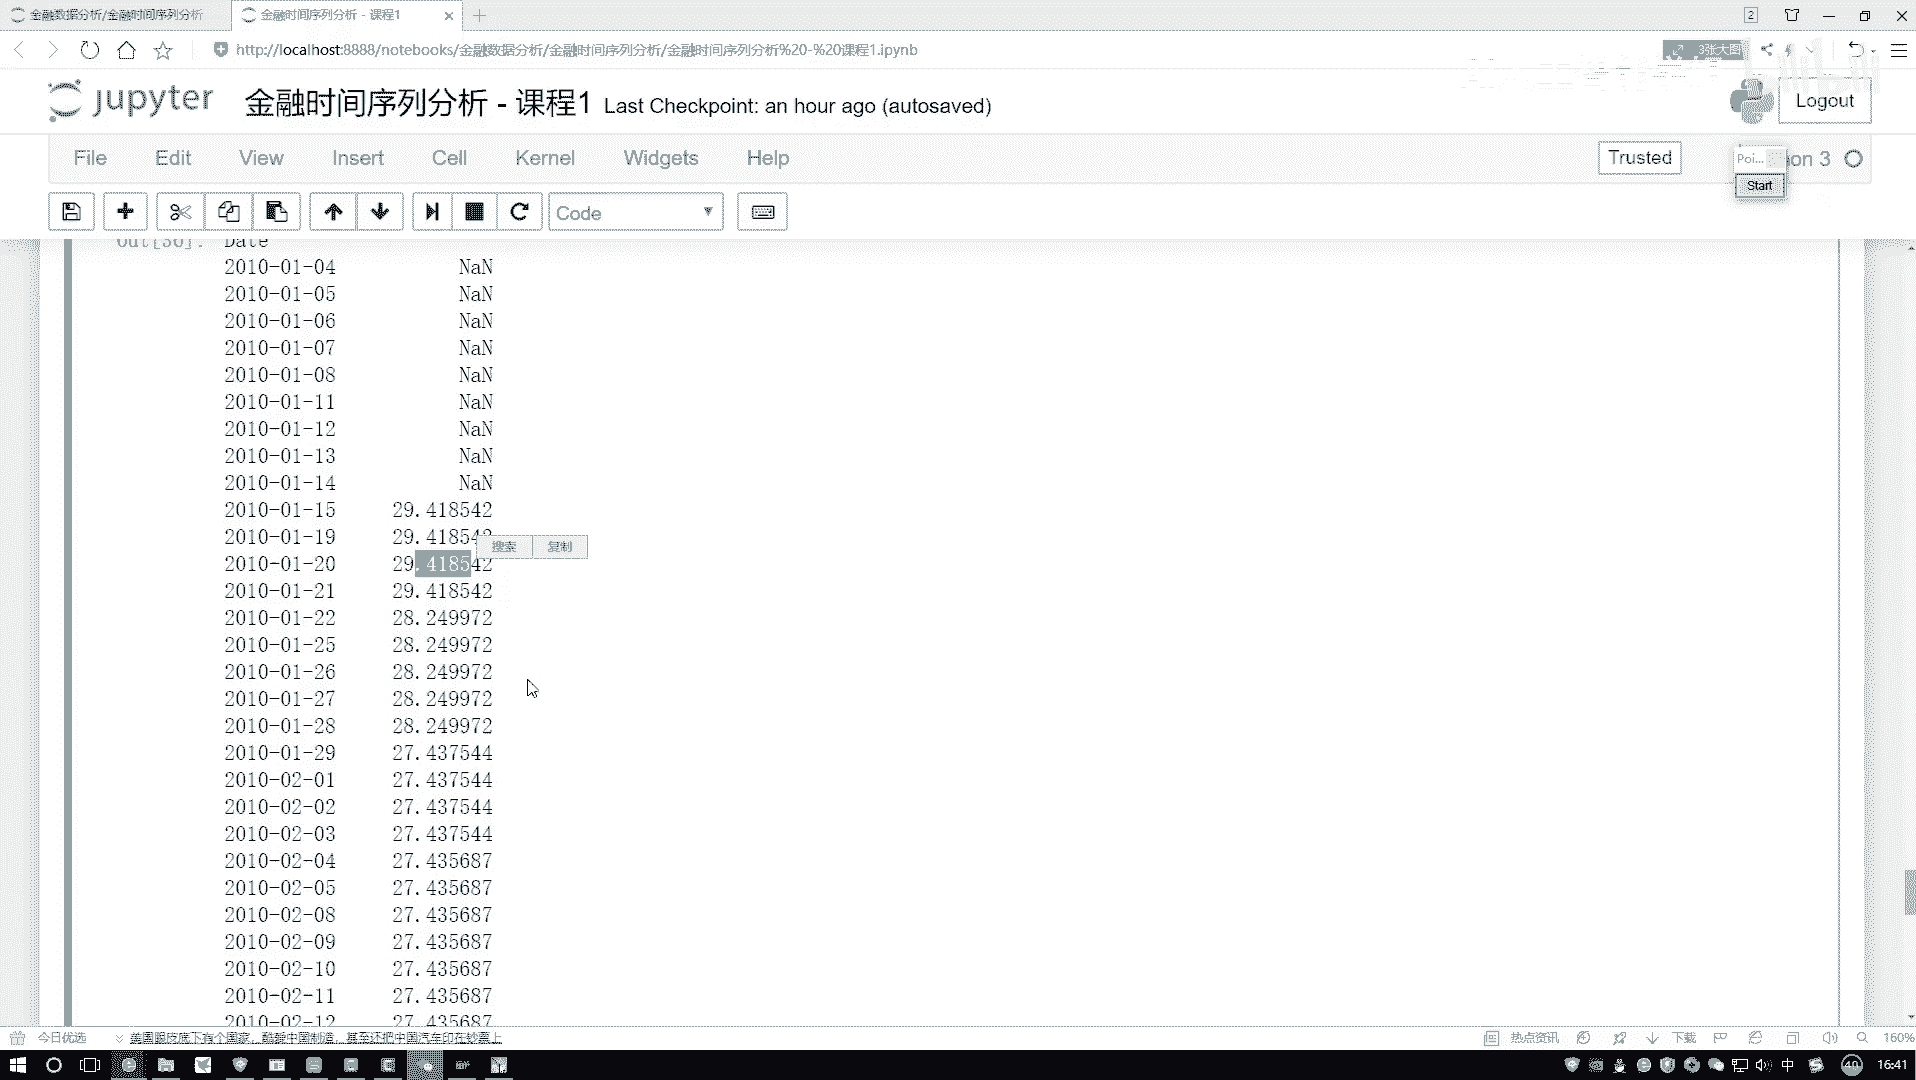 金融数据分析/金融时间序列分析
金融时间序列分析 - 课程1
2
http://localhost:8888/notebooks/金融数据分析/金融时间序列分析/金融时间序列分析%20-%20课程1.ipynb
3张大图
jupyter
金融时间序列分析 - 课程1 Last Checkpoint: an hour ago (autosaved)
Logout
File Edit View Insert Cell Kernel Widgets Help
Trusted
Poi... on 3
Start
Code
Out[30]: Date
2010-01-04 NaN
2010-01-05 NaN
2010-01-06 NaN
2010-01-07 NaN
2010-01-08 NaN
2010-01-11 NaN
2010-01-12 NaN
2010-01-13 NaN
2010-01-14 NaN
2010-01-15 29.418542
2010-01-19 29.418542
搜索 复制
2010-01-20 29.418542
2010-01-21 29.418542
2010-01-22 28.249972
2010-01-25 28.249972
2010-01-26 28.249972
2010-01-27 28.249972
2010-01-28 28.249972
2010-01-29 27.437544
2010-02-01 27.437544
2010-02-02 27.437544
2010-02-03 27.437544
2010-02-04 27.435687
2010-02-05 27.435687
2010-02-08 27.435687
2010-02-09 27.435687
2010-02-10 27.435687
2010-02-11 27.435687
2010-02-12 27.435687
今日优选
美国眼皮底下有个国家，酷爱中国制造，甚至还把中国汽车印在钞票上
热点资讯
下载
160%
中
40
16:41